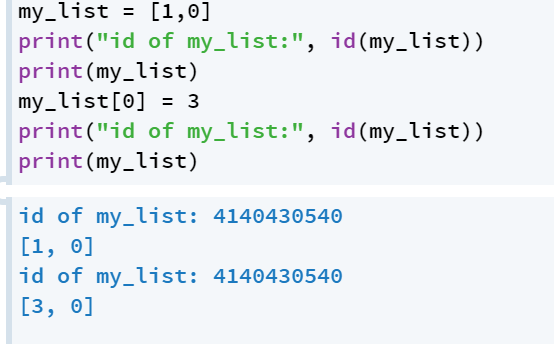 my_list = [1,0]
print("id of my_list:", id(my_list))
print(my_list)
my_list[0] = 3
print("id of my_list:", id(my_list))
print(my_list)
id of my_list: 4140430540
[1, 0]
id of my_list: 4140430540
[3, 0]